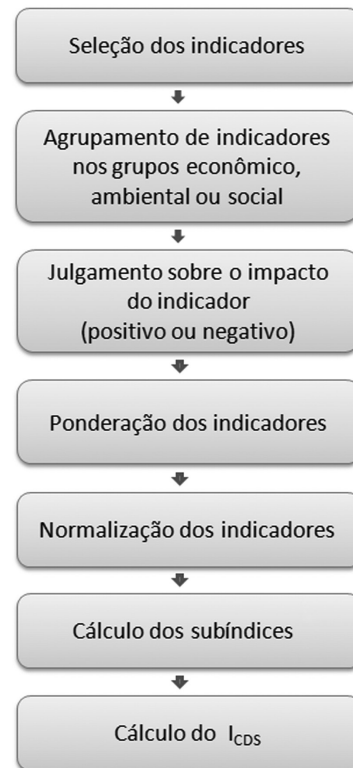 Seleção dos indicadores
Agrupamento de indicadores
nos grupos econômico,
ambiental ou social
Julgamento sobre o impacto
do indicador
(positivo ou negativo)
Ponderação dos indicadores
Normalização dos indicadores
Cálculo dos subíndices
Cálculo do I_CDS